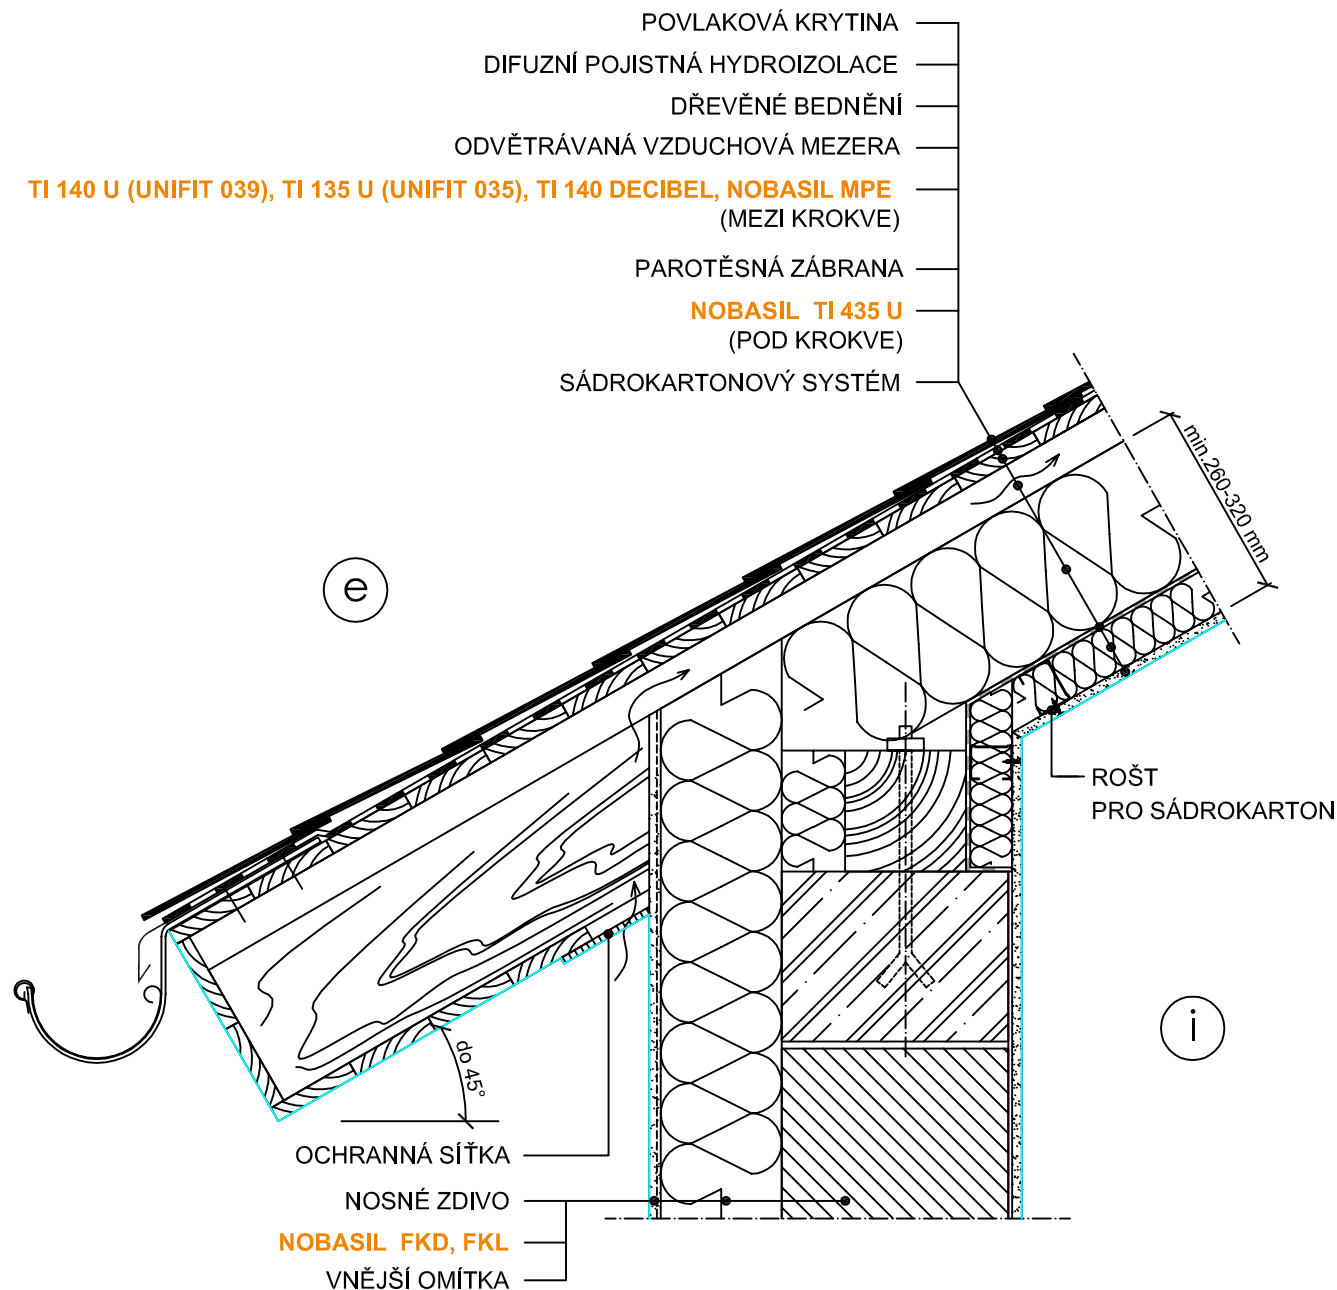 POVLAKOVÁ KRYTINA
DIFUZNÍ POJISTNÁ HYDROIZOLACE
DŘEVĚNÉ BEDNĚNÍ
ODVĚTRÁVANÁ VZDUCHOVÁ MEZERA
TI 140 U (UNIFIT 039), TI 135 U (UNIFIT 035), TI 140 DECIBEL, NOBASIL MPE
(MEZI KROKVE)
PAROTĚSNÁ ZÁBRANA
NOBASIL TI 435 U
(POD KROKVE)
SÁDROKARTONOVÝ SYSTÉM
min.260-320 mm
e
ROŠT
PRO SÁDROKARTON
i
do 45°
OCHRANNÁ SÍŤKA
NOSNÉ ZDIVO
NOBASIL FKD, FKL
VNĚJŠÍ OMÍTKA